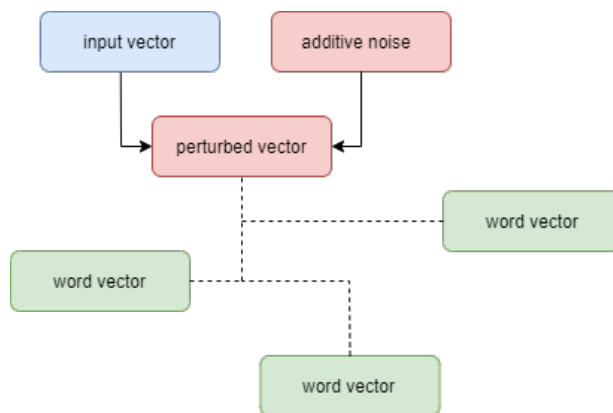 input vector
additive noise
perturbed vector
word vector
word vector
word vector